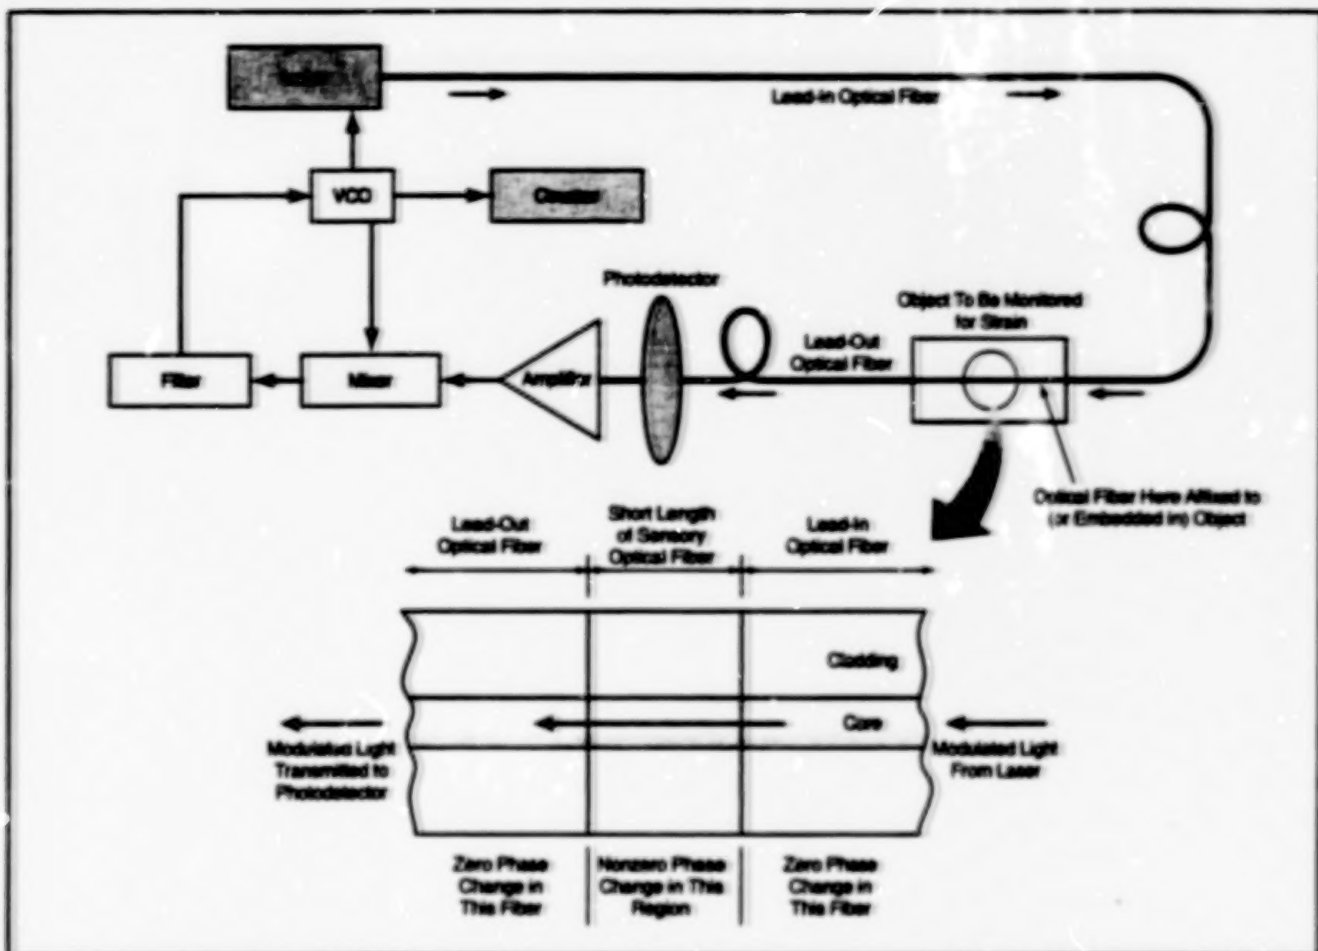 Lead-In Optical Fiber
VCO
Counter
Photodetector
Object To Be Monitored
for Strain
Lead-Out
Optical Fiber
Filter
Mixer
Amplifier
Optical Fiber Here Affixed to
(or Embedded in) Object
Lead-Out
Optical Fiber
Short Length
of Sensory
Optical Fiber
Lead-In
Optical Fiber
Cladding
Core
Modulated Light
Transmitted to
Photodetector
Modulated Light
From Laser
Zero Phase
Change in
This Fiber
Nonzero Phase
Change in This
Region
Zero Phase
Change in
This Fiber